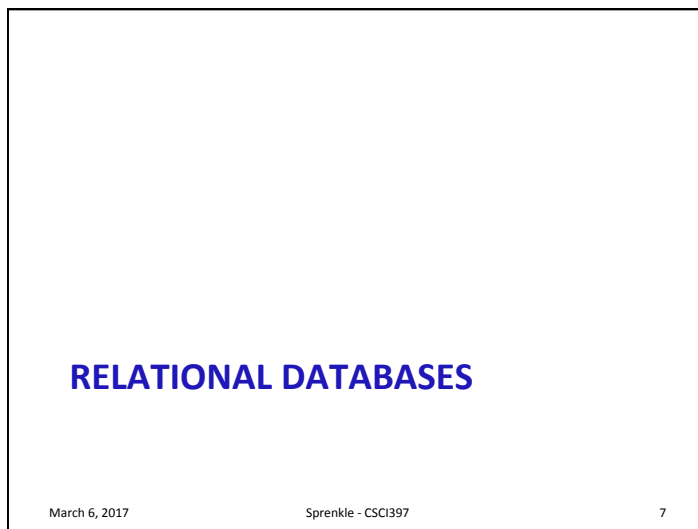 RELATIONAL DATABASES
March 6, 2017 Sprenkle - CSCI397 7